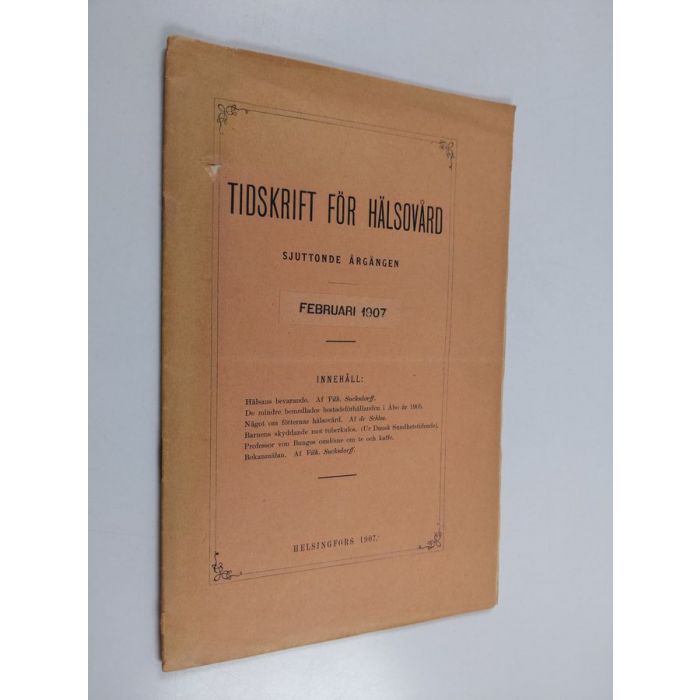 TIDSKRIFT FÖR HÄLSOVÅRD
SJUTTONDE ÅRGÅNGEN
FEBRUARI 1907
INNEHÅLL:
Hälsans bevarande. Af Vilh. Sucksdorff.
De mindre bemedlades bostadsförhållanden i Åbo år 1905.
Något om fötternas hälsovård. Af dr Schloe.
Barnens skyddande mot tuberkulos. (Ur Dansk Sundhetstidende).
Professor von Bunges omdöme om te och kaffe.
Bokanmälan. Af Vilh. Sucksdorff.
HELSINGFORS 1907.